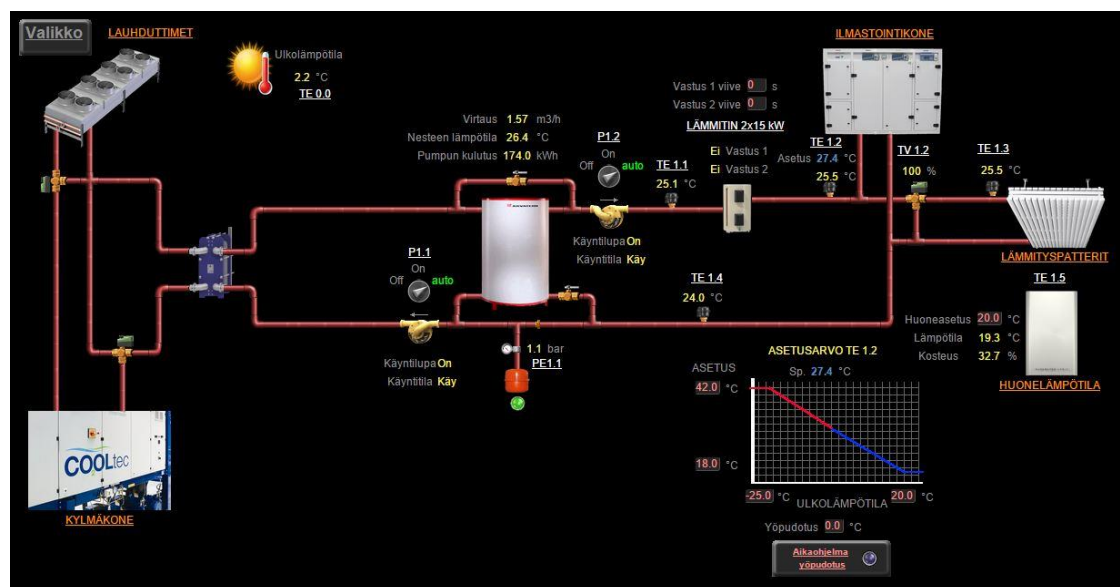 Valikko
LAUHDUTTIMET
Ulkolämpötila
2.2 °C
TE 0.0
ILMASTOINTIKONE
Vastus 1 viive 0 s
Vastus 2 viive 0 s
LÄMMITIN 2x15 kW
Ei Vastus 1
Ei Vastus 2
Virtaus 1.57 m3/h
Nesteen lämpötila 26.4 °C
Pumpun kulutus 174.0 kWh
P1.2
On
Off auto
TE 1.1
25.1 °C
TE 1.2
Asetus 27.4 °C
25.5 °C
TV 1.2
100 %
TE 1.3
25.5 °C
Käyntilupa On
Käyntitila Käy
LÄMMITYSPATTERIT
P1.1
On
Off auto
TE 1.4
24.0 °C
TE 1.5
Huoneasetus 20.0 °C
Lämpötila 19.3 °C
Kosteus 32.7 %
HUONELÄMPÖTILA
Käyntilupa On
Käyntitila Käy
1.1 bar
PE1.1
ASETUSARVO TE 1.2
Sp. 27.4 °C
ASETUS
42.0 °C
18.0 °C
-25.0 °C
ULKOLÄMPÖTILA
20.0 °C
Yöpudotus 0.0 °C
Aikaohjelma
yöpudotus
COOLtec
KYLMÄKONE